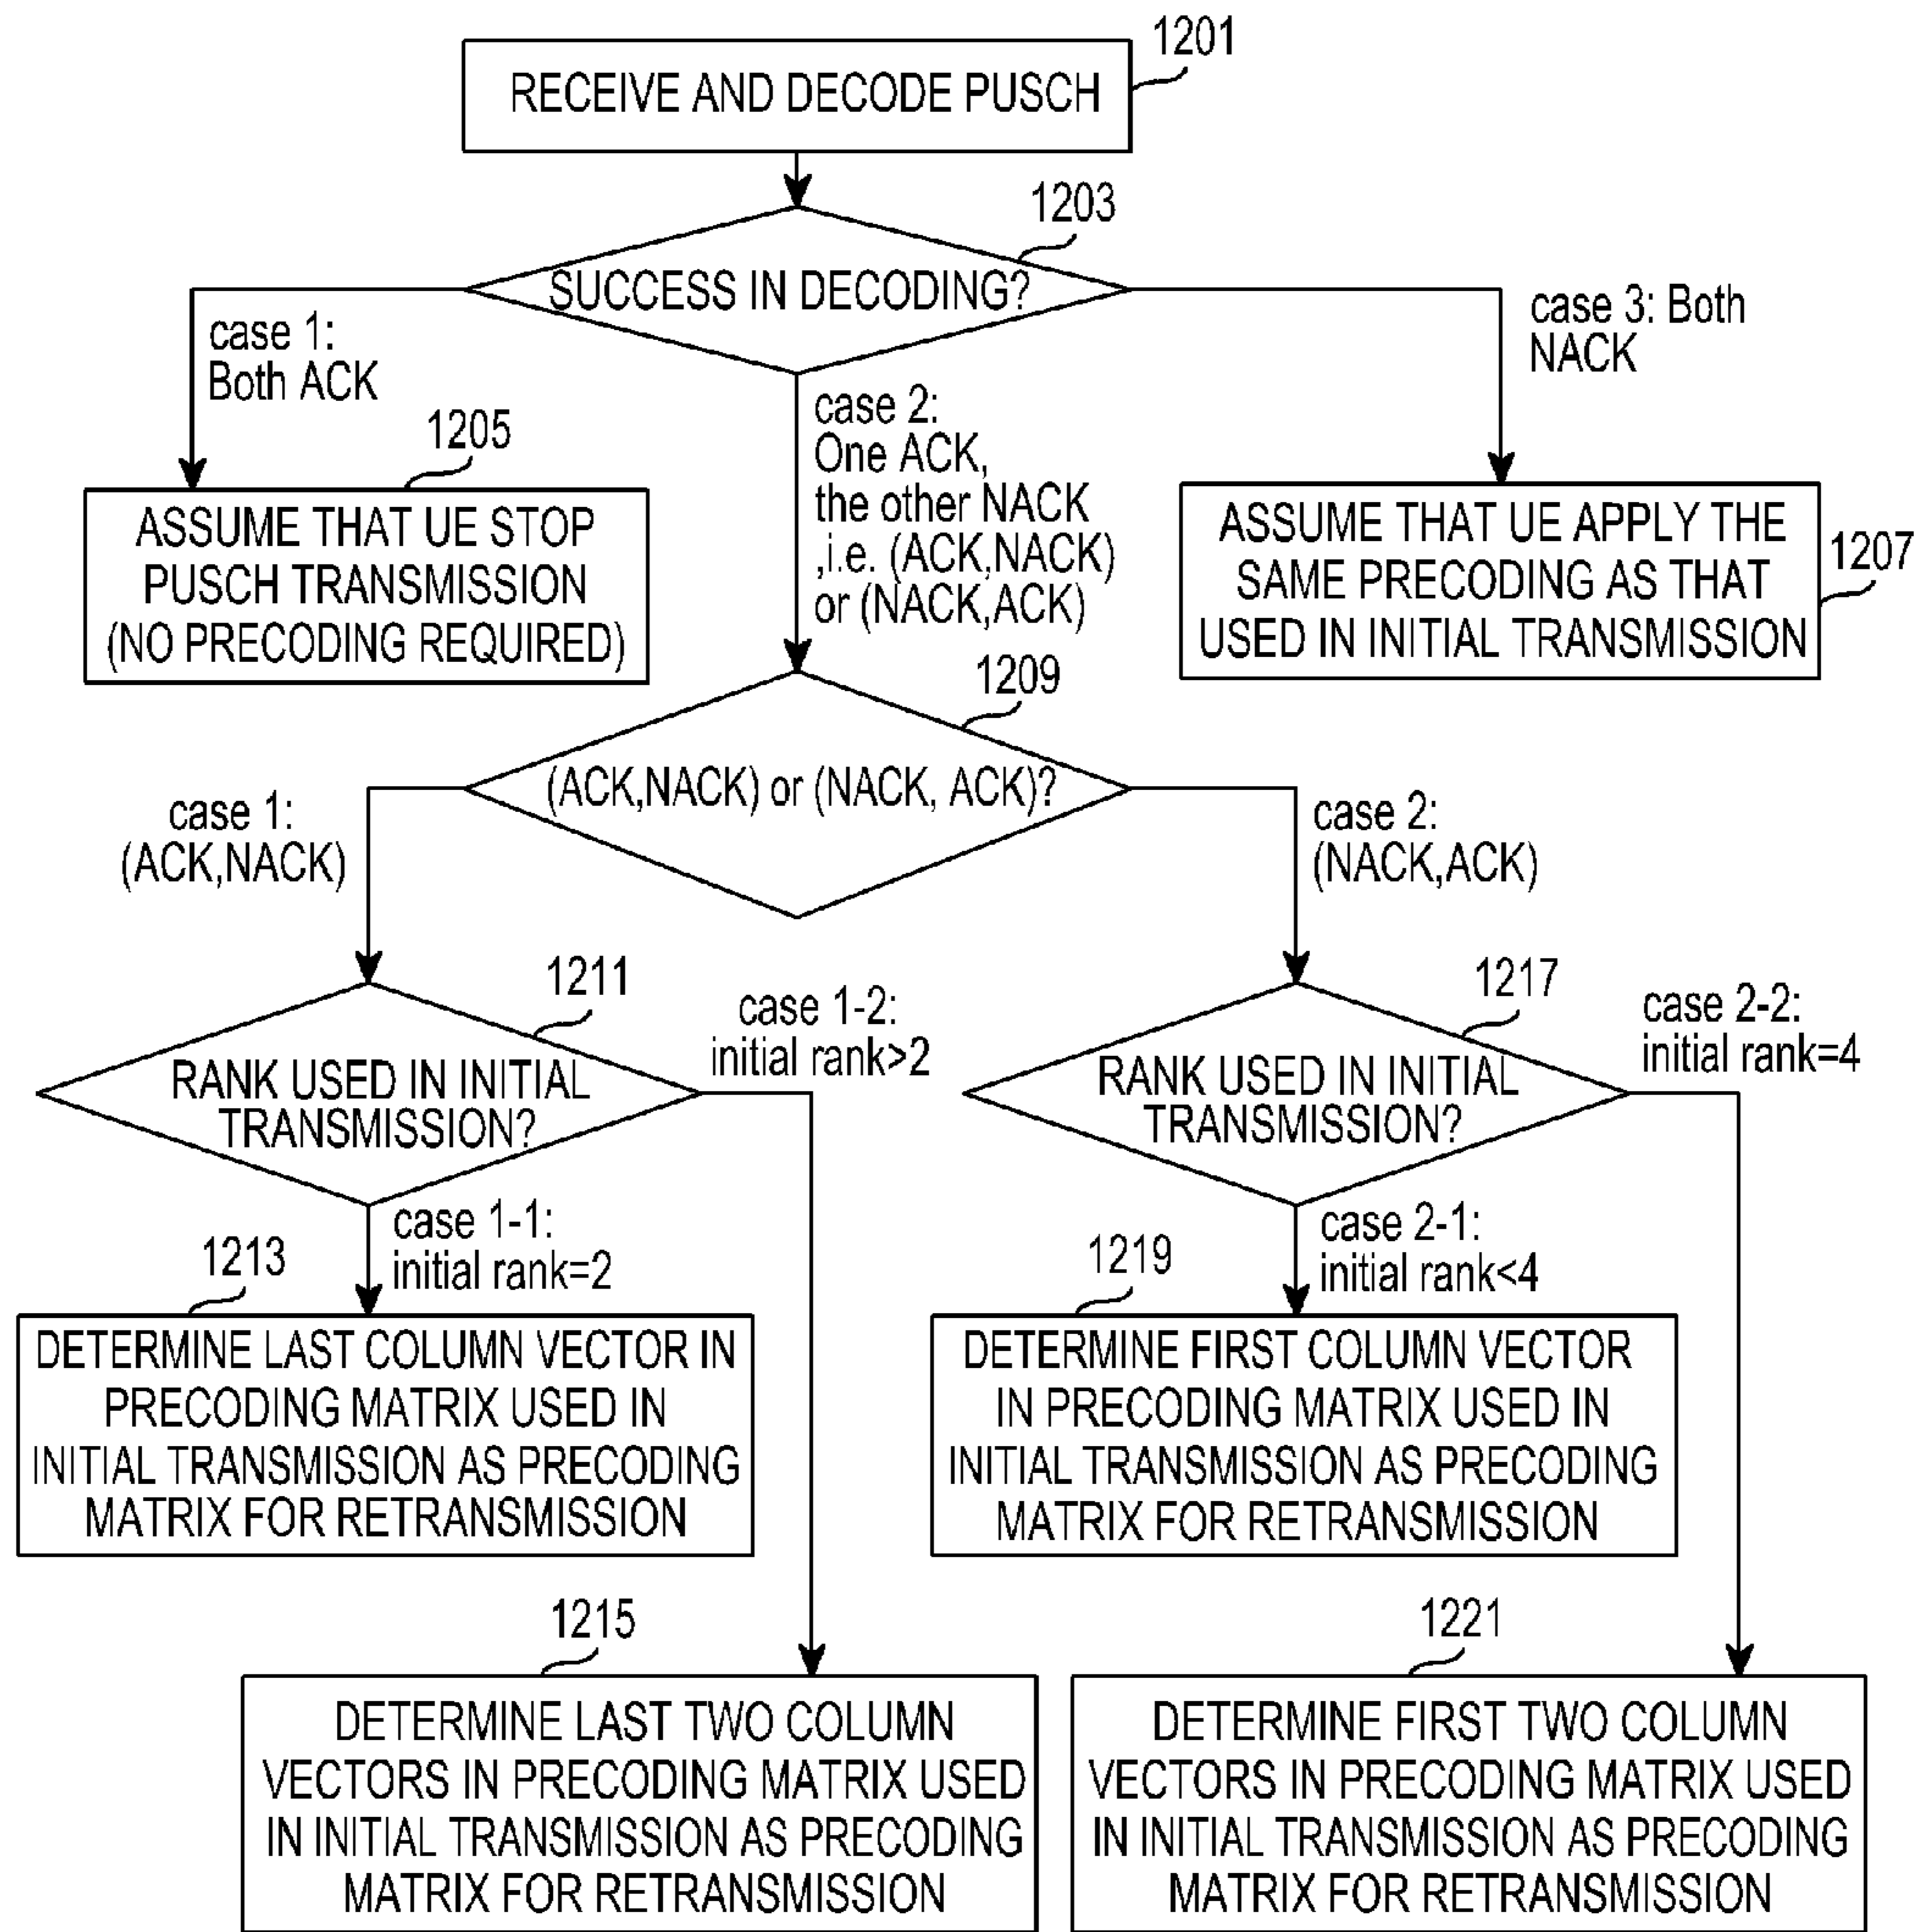 1201
RECEIVE AND DECODE PUSCH
1203
SUCCESS IN DECODING?
case 1:
Both ACK
case 2:
One ACK,
the other NACK
,i.e. (ACK,NACK)
or (NACK,ACK)
case 3: Both
NACK
1205
ASSUME THAT UE STOP
PUSCH TRANSMISSION
(NO PRECODING REQUIRED)
1207
ASSUME THAT UE APPLY THE
SAME PRECODING AS THAT
USED IN INITIAL TRANSMISSION
1209
(ACK,NACK) or (NACK, ACK)?
case 1:
(ACK,NACK)
case 2:
(NACK,ACK)
1211
RANK USED IN INITIAL
TRANSMISSION?
case 1-2:
initial rank>2
1217
RANK USED IN INITIAL
TRANSMISSION?
case 2-2:
initial rank=4
case 1-1:
initial rank=2
case 2-1:
initial rank<4
1213
DETERMINE LAST COLUMN VECTOR IN
PRECODING MATRIX USED IN
INITIAL TRANSMISSION AS PRECODING
MATRIX FOR RETRANSMISSION
1219
DETERMINE FIRST COLUMN VECTOR
IN PRECODING MATRIX USED IN
INITIAL TRANSMISSION AS PRECODING
MATRIX FOR RETRANSMISSION
1215
DETERMINE LAST TWO COLUMN
VECTORS IN PRECODING MATRIX USED
IN INITIAL TRANSMISSION AS PRECODING
MATRIX FOR RETRANSMISSION
1221
DETERMINE FIRST TWO COLUMN
VECTORS IN PRECODING MATRIX USED
IN INITIAL TRANSMISSION AS PRECODING
MATRIX FOR RETRANSMISSION